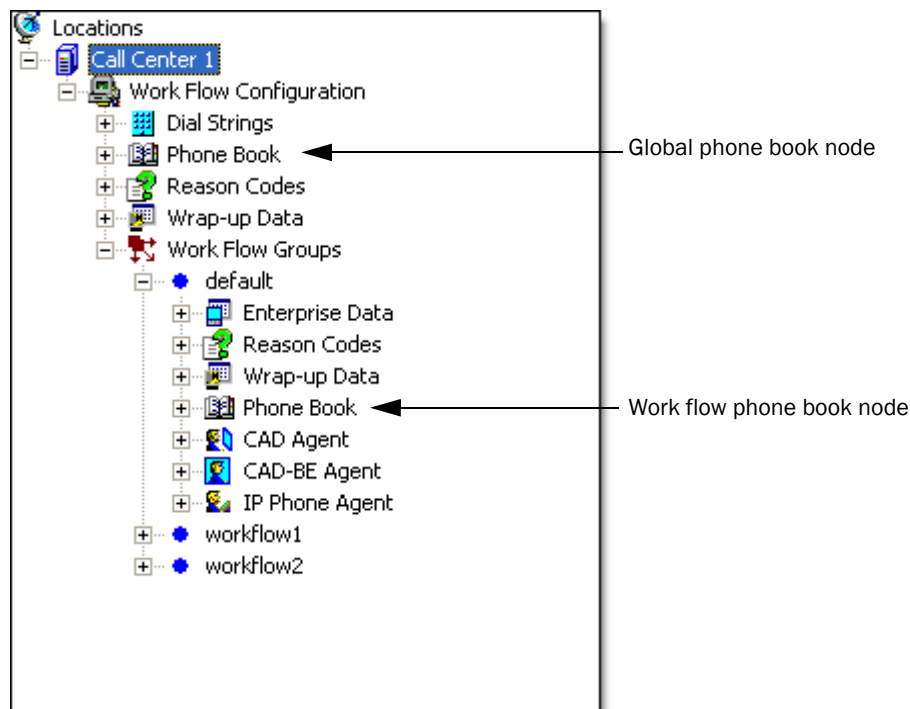 Locations
Call Center 1
Work Flow Configuration
Dial Strings
Phone Book
Global phone book node
Reason Codes
Wrap-up Data
Work Flow Groups
default
Enterprise Data
Reason Codes
Wrap-up Data
Phone Book
Work flow phone book node
CAD Agent
CAD-BE Agent
IP Phone Agent
workflow1
workflow2